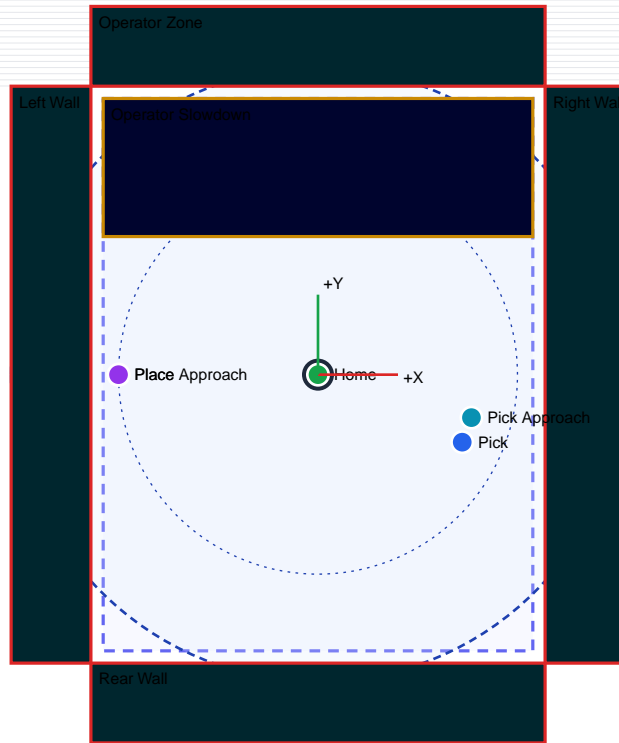 Operator Zone
Left Wall
Operator Slowdown
Right Wal
+Y
Place Approach
Home
+X
Pick Approach
Pick
Rear Wall